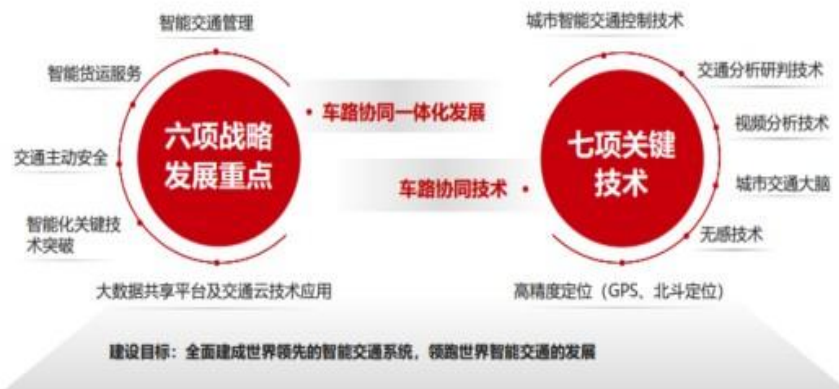 智能交通管理
智能货运服务
交通主动安全
智能化关键技
术突破
大数据共享平台及交通云技术应用
六项战略
发展重点
• 车路协同一体化发展
车路协同技术 •
七项关键
技术
城市智能交通控制技术
交通分析研判技术
视频分析技术
城市交通大脑
无感技术
高精度定位（GPS、北斗定位）
建设目标：全面建成世界领先的智能交通系统，领跑世界智能交通的发展